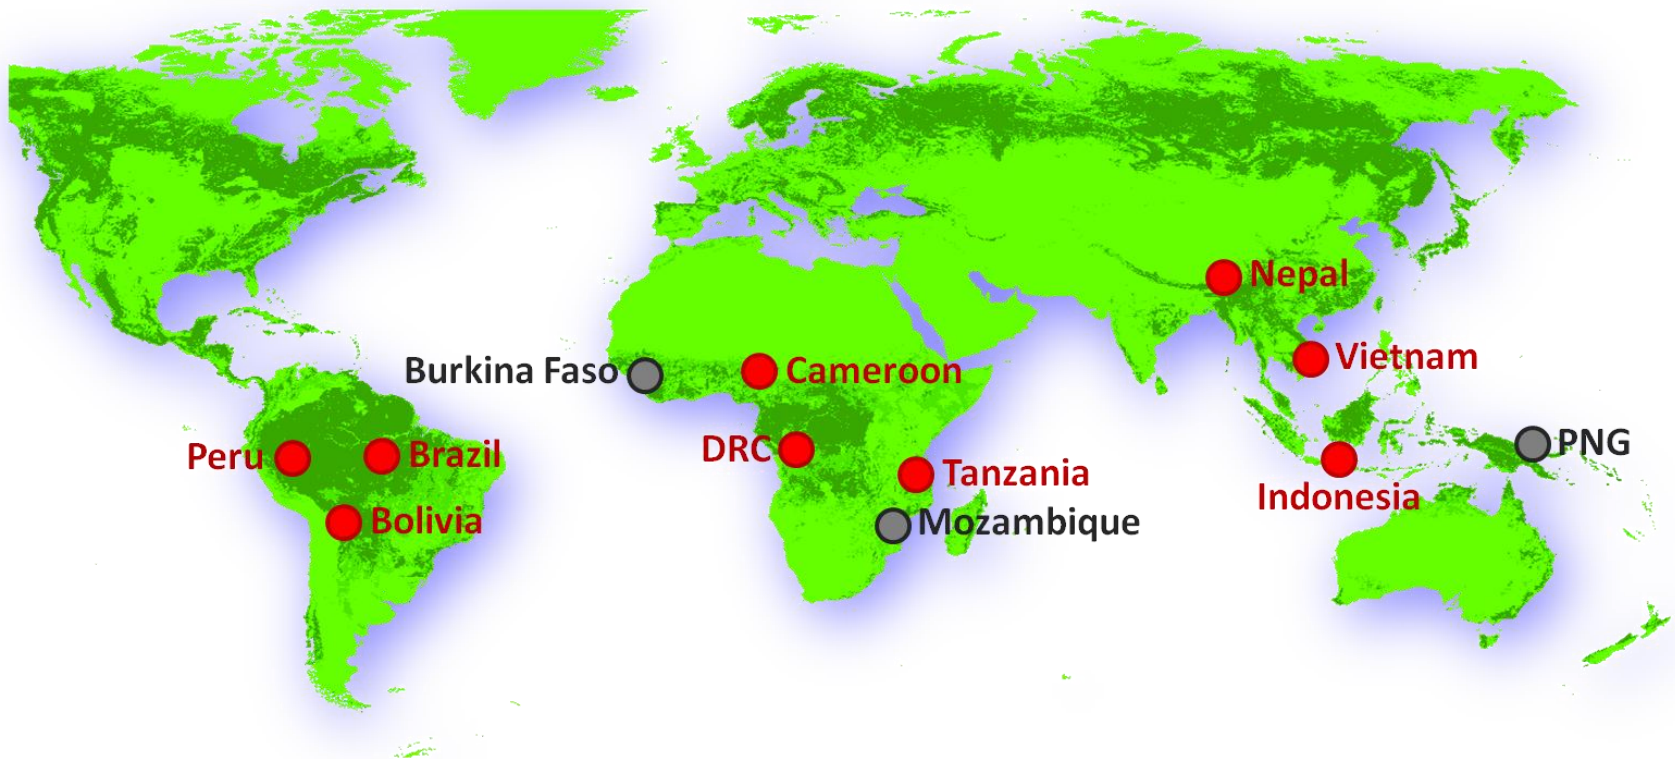 Nepal
Vietnam
Burkina Faso
Cameroon
Peru
Brazil
DRC
PNG
Tanzania
Indonesia
Bolivia
Mozambique